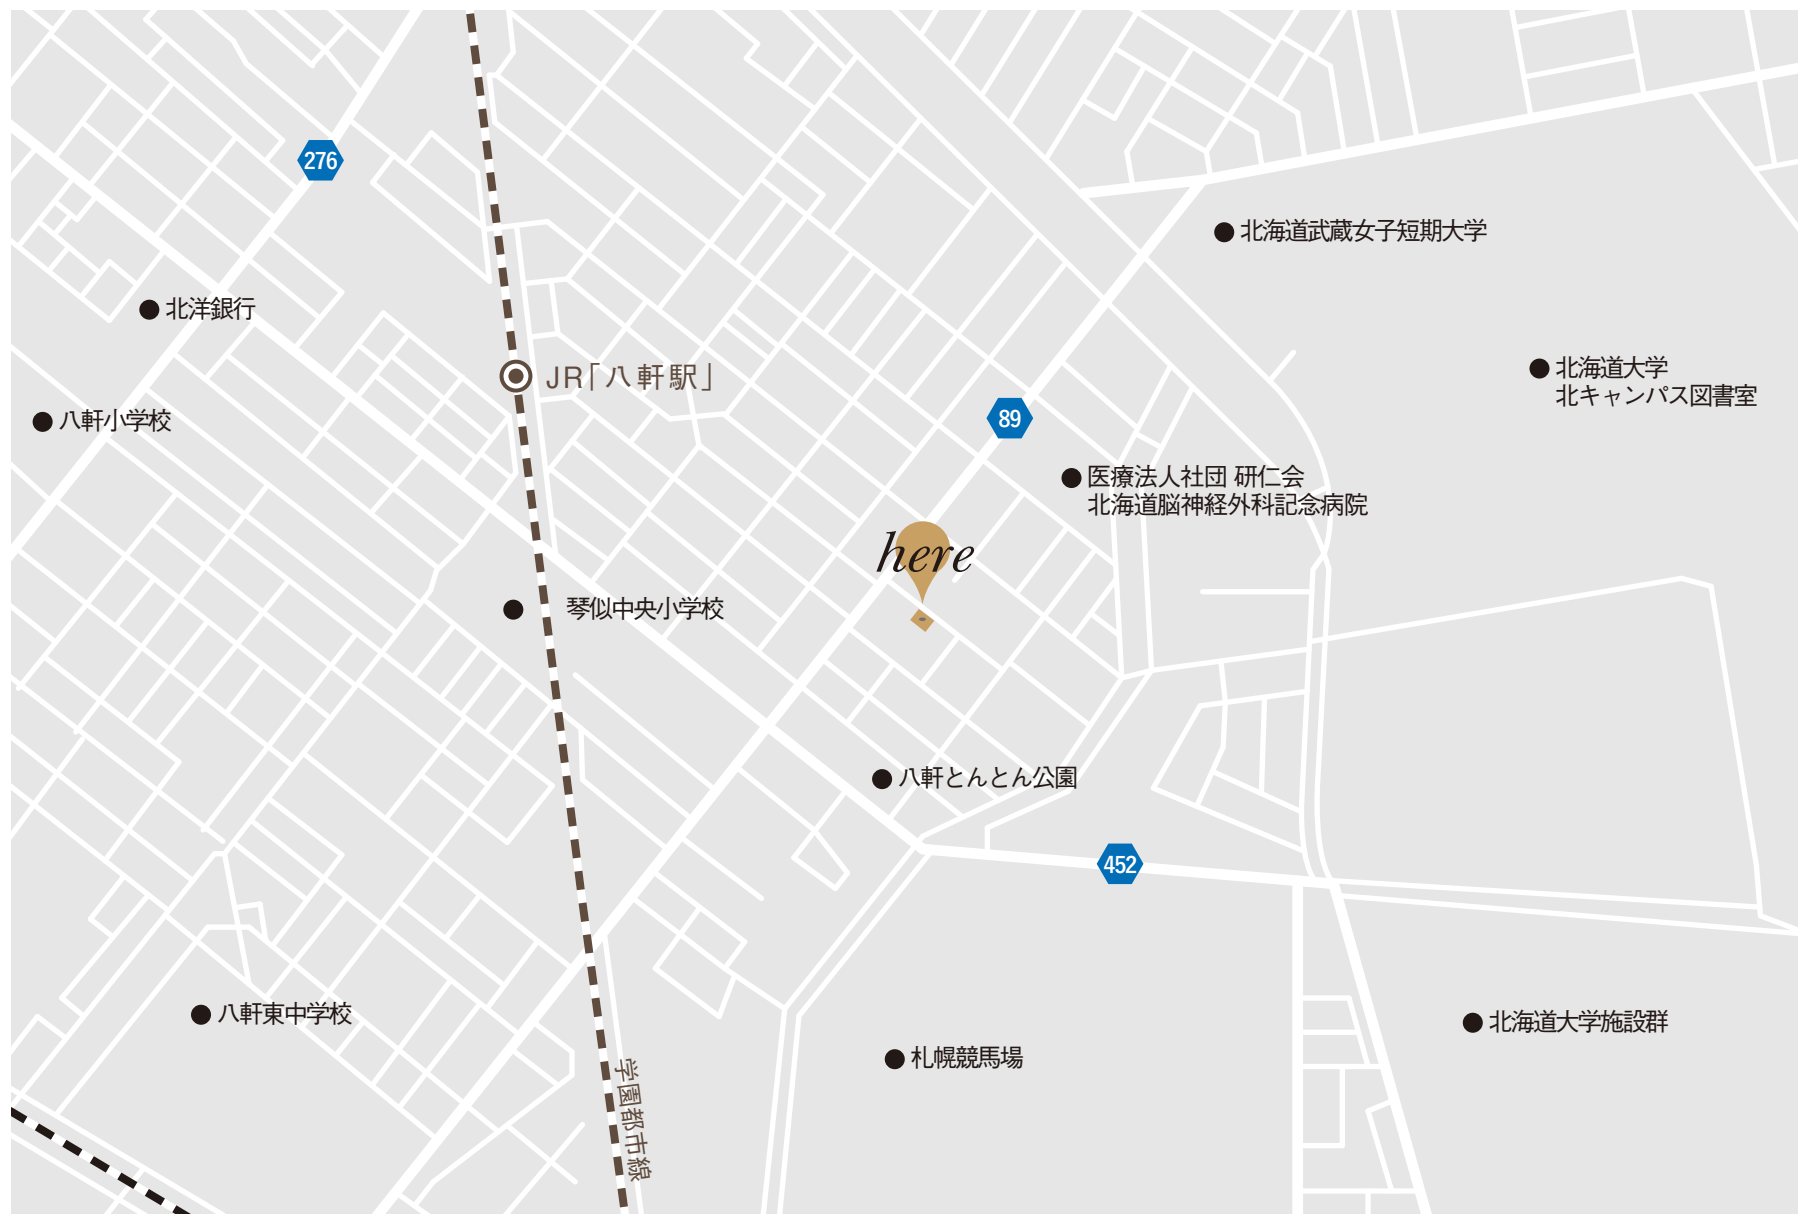 276
北海道武蔵女子短期大学
北洋銀行
JR「八軒駅」
北海道大学
北キャンパス図書室
八軒小学校
89
医療法人社団 研仁会
北海道脳神経外科記念病院
here
琴似中央小学校
八軒とんとん公園
452
八軒東中学校
北海道大学施設群
札幌競馬場
学園都市線